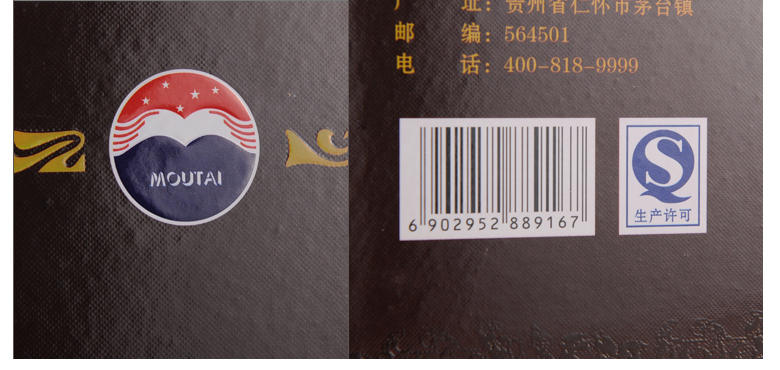 MOUTAI
址：贵州省仁怀市茅台镇
邮 编：564501
电 话：400-818-9999
6 902952 889167
生产许可